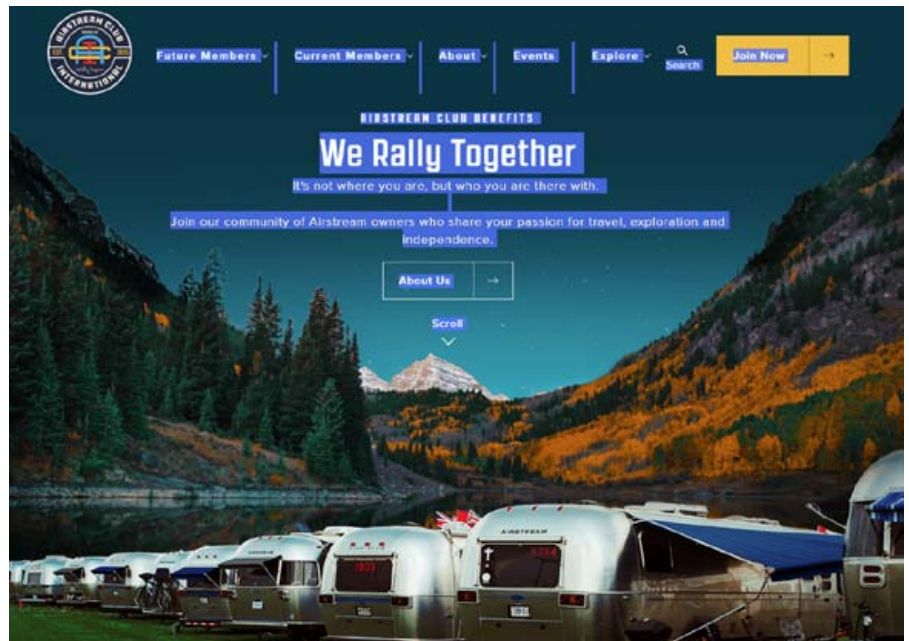 AIRSTREAM CLUB
INTERNATIONAL
Future Members
Current Members
About
Events
Explore
Search
Join Now
AIRSTREAM CLUB BENEFITS
We Rally Together
It's not where you are, but who you are there with.
Join our community of Airstream owners who share your passion for travel, exploration and
independence.
About Us
Scroll
AIRSTREAM